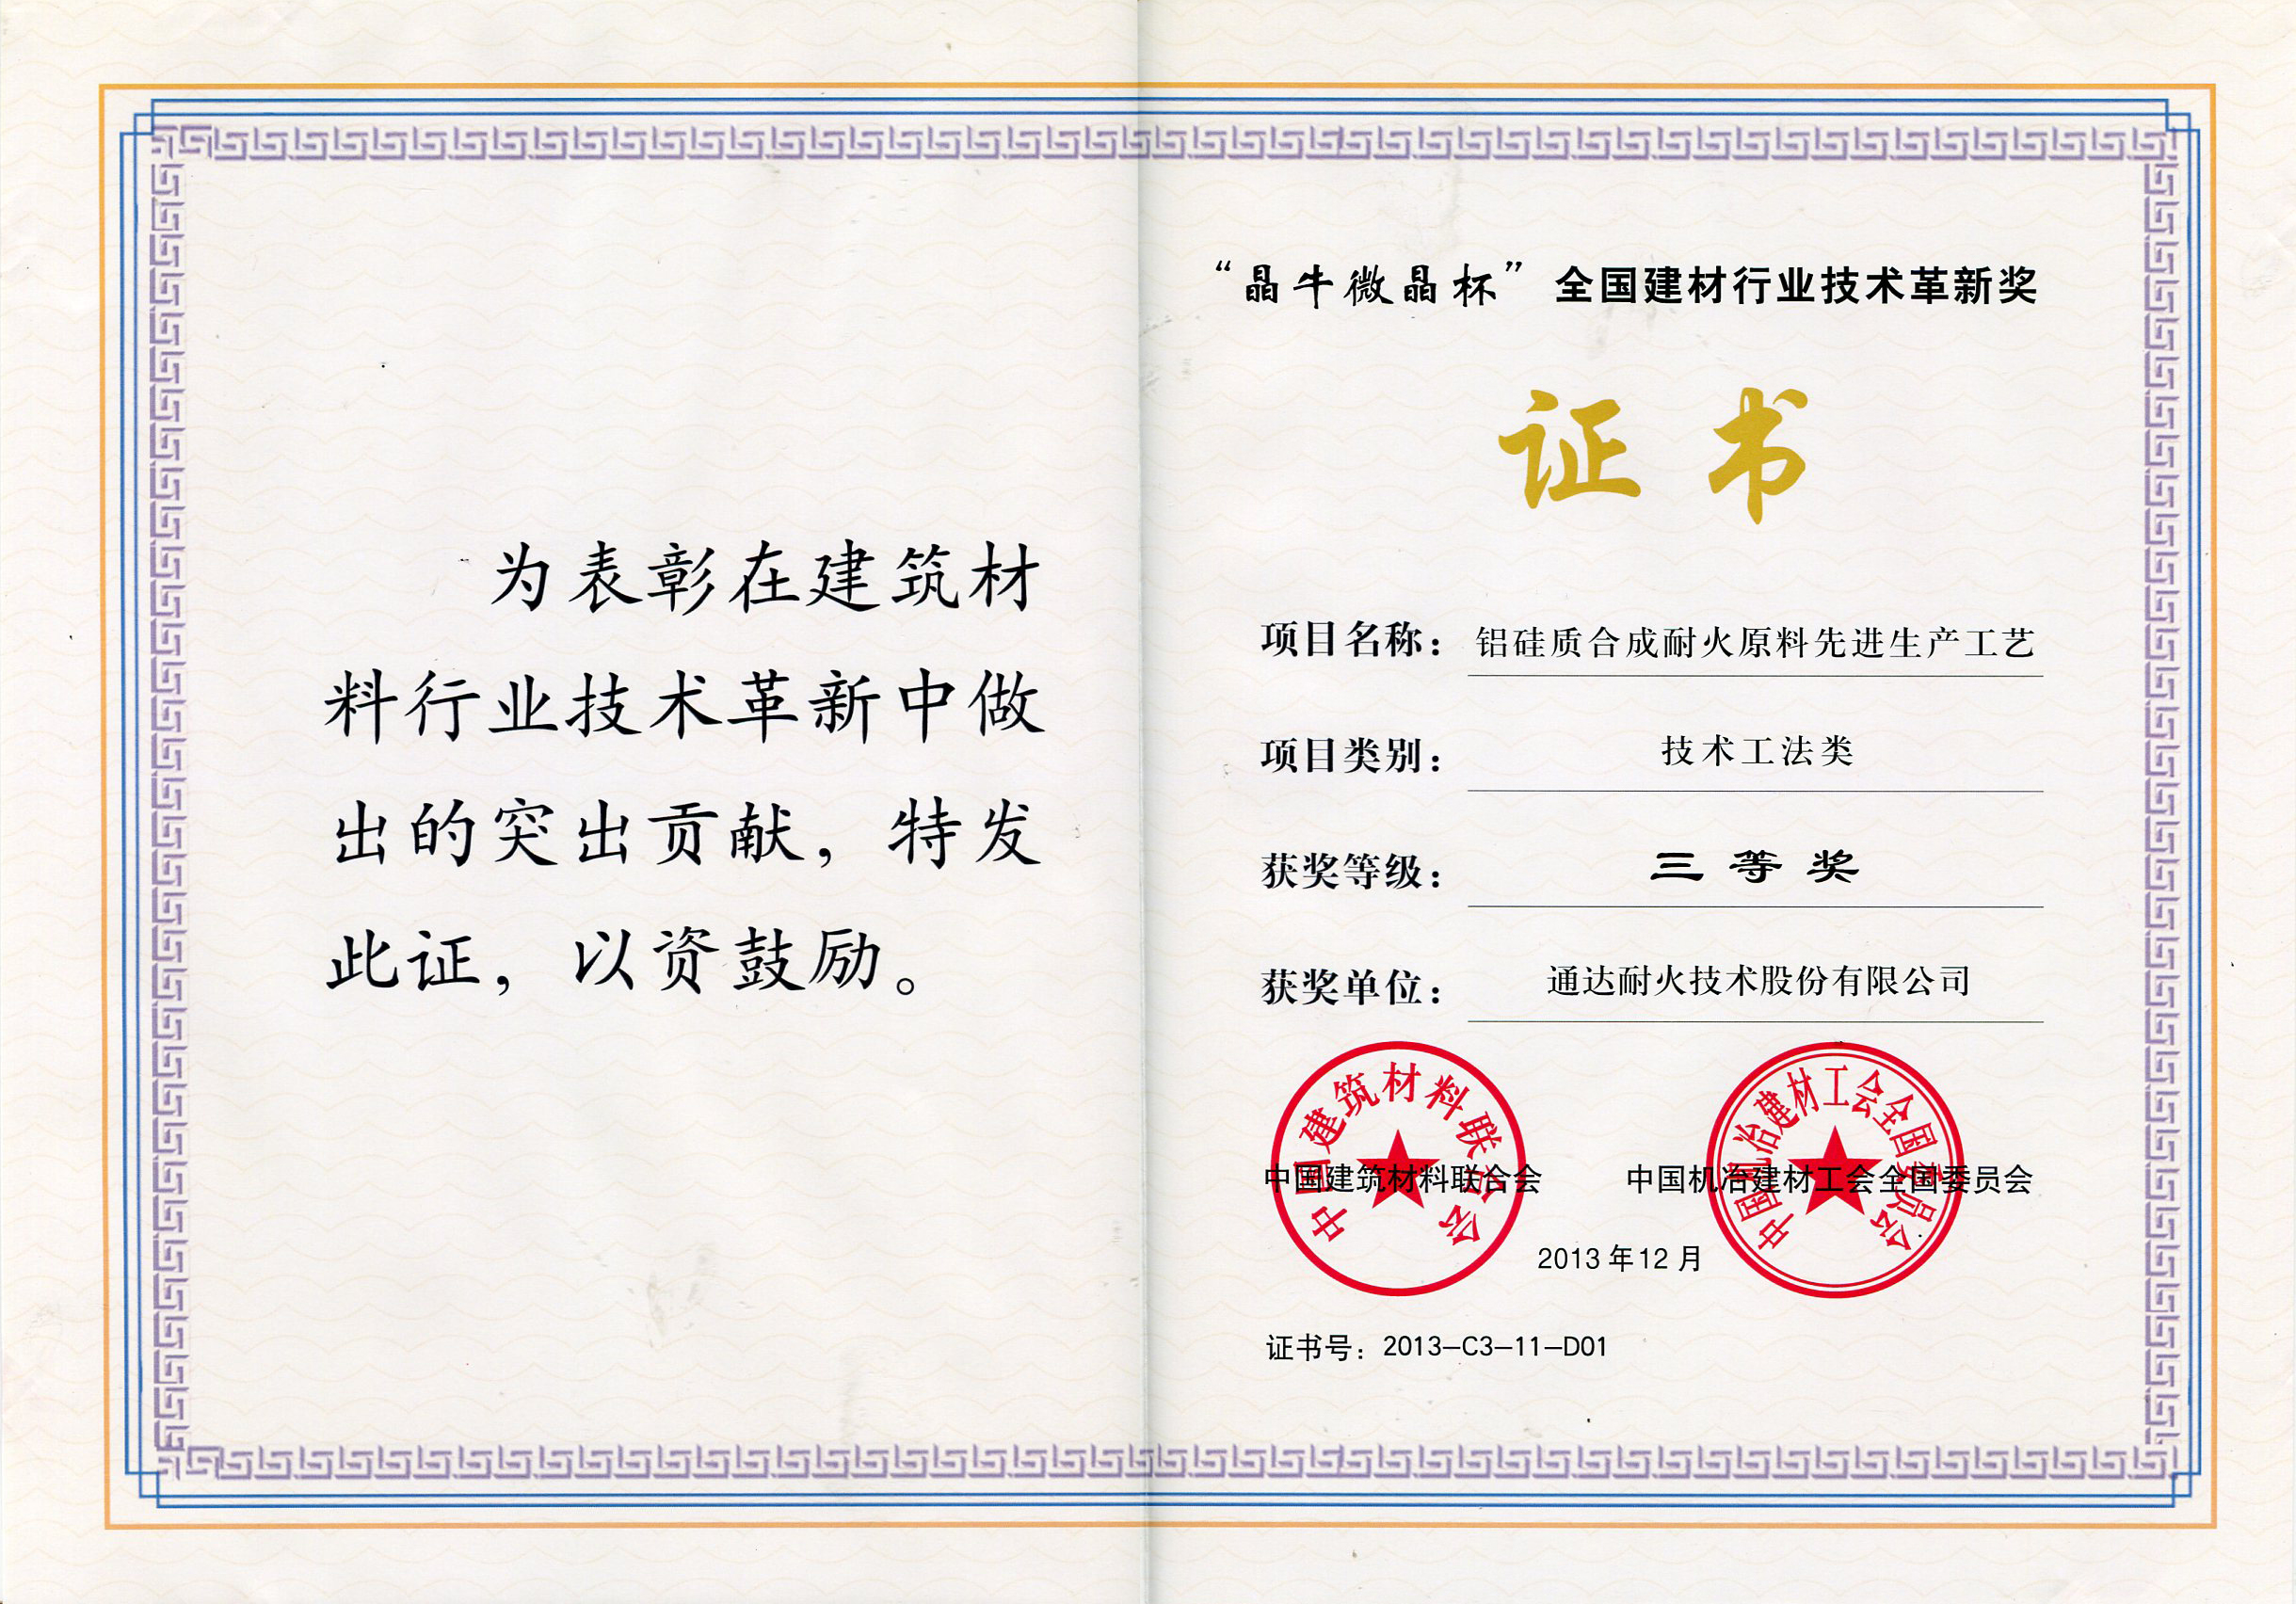 为表彰在建筑材
料行业技术革新中做
出的突出贡献，特发
此证，以资鼓励。
“晶牛微晶杯”全国建材行业技术革新奖
证书
项目名称：铝硅质合成耐火原料先进生产工艺
项目类别：技术工法类
获奖等级：三等奖
获奖单位：通达耐火技术股份有限公司
中国建筑材料联合会
中国机冶建材工会全国委员会
中国建筑材料联合会 中国机冶建材工会全国委员会
2013年12月
证书号：2013-C3-11-D01